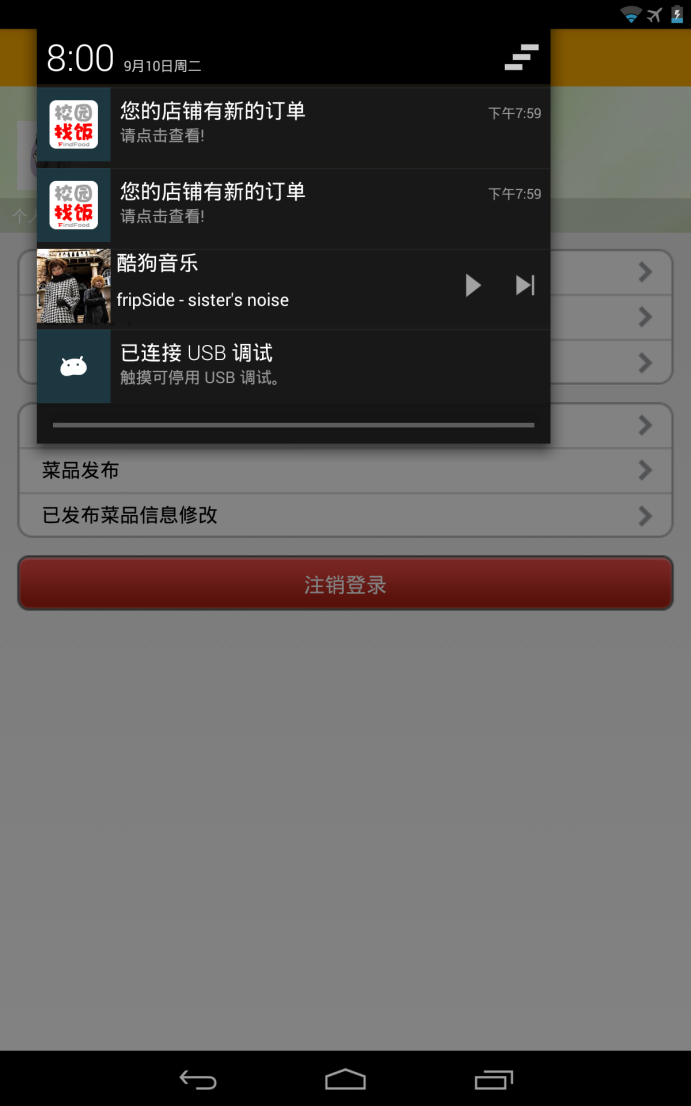 8:00 9月10日周二
校园
找饭
FindFood
您的店铺有新的订单 下午7:59
请点击查看!
校园
找饭
FindFood
您的店铺有新的订单 下午7:59
请点击查看!
酷狗音乐
fripSide - sister's noise
已连接 USB 调试
触摸可停用 USB 调试。
菜品发布
已发布菜品信息修改
注销登录